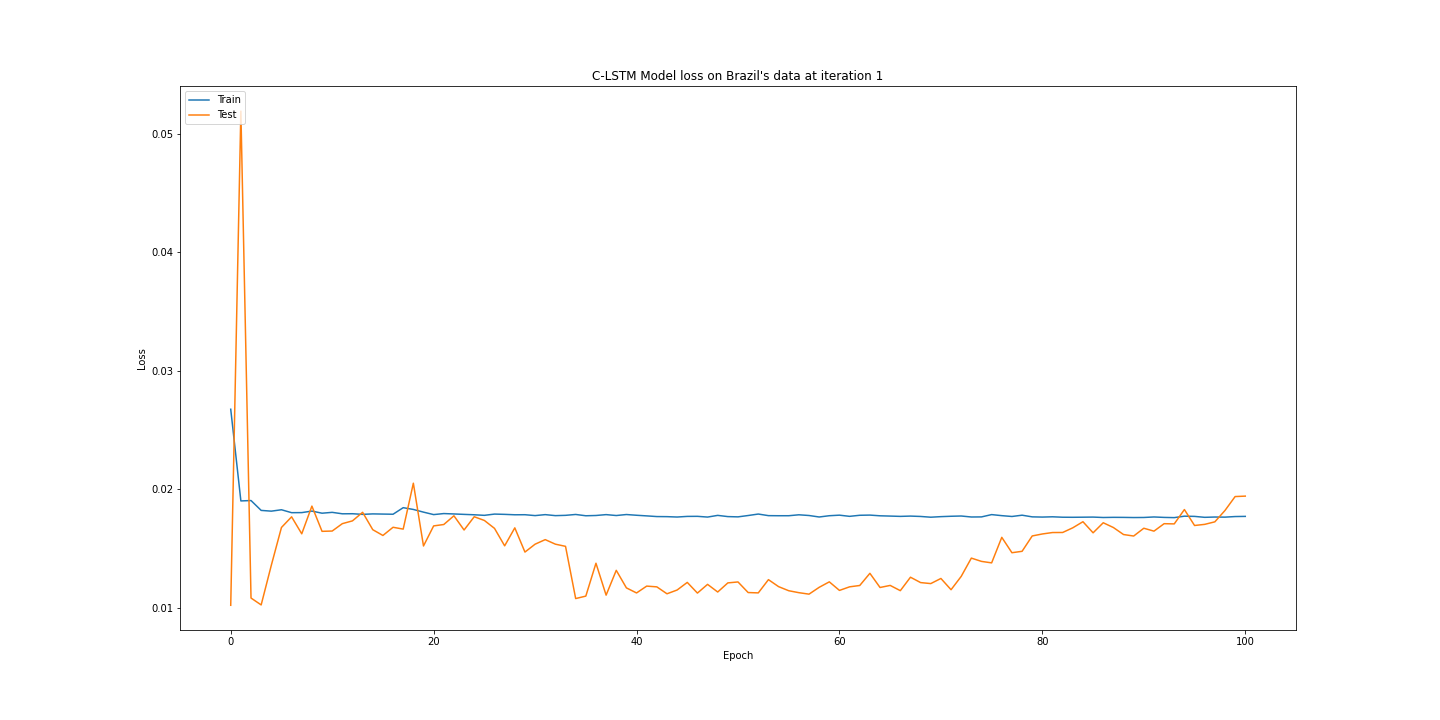 C-LSTM Model loss on Brazil's data at iteration 1
Train
Test
0.05
0.04
0.03
0.02
0.01
Loss
0 20 40 60 80 100
Epoch